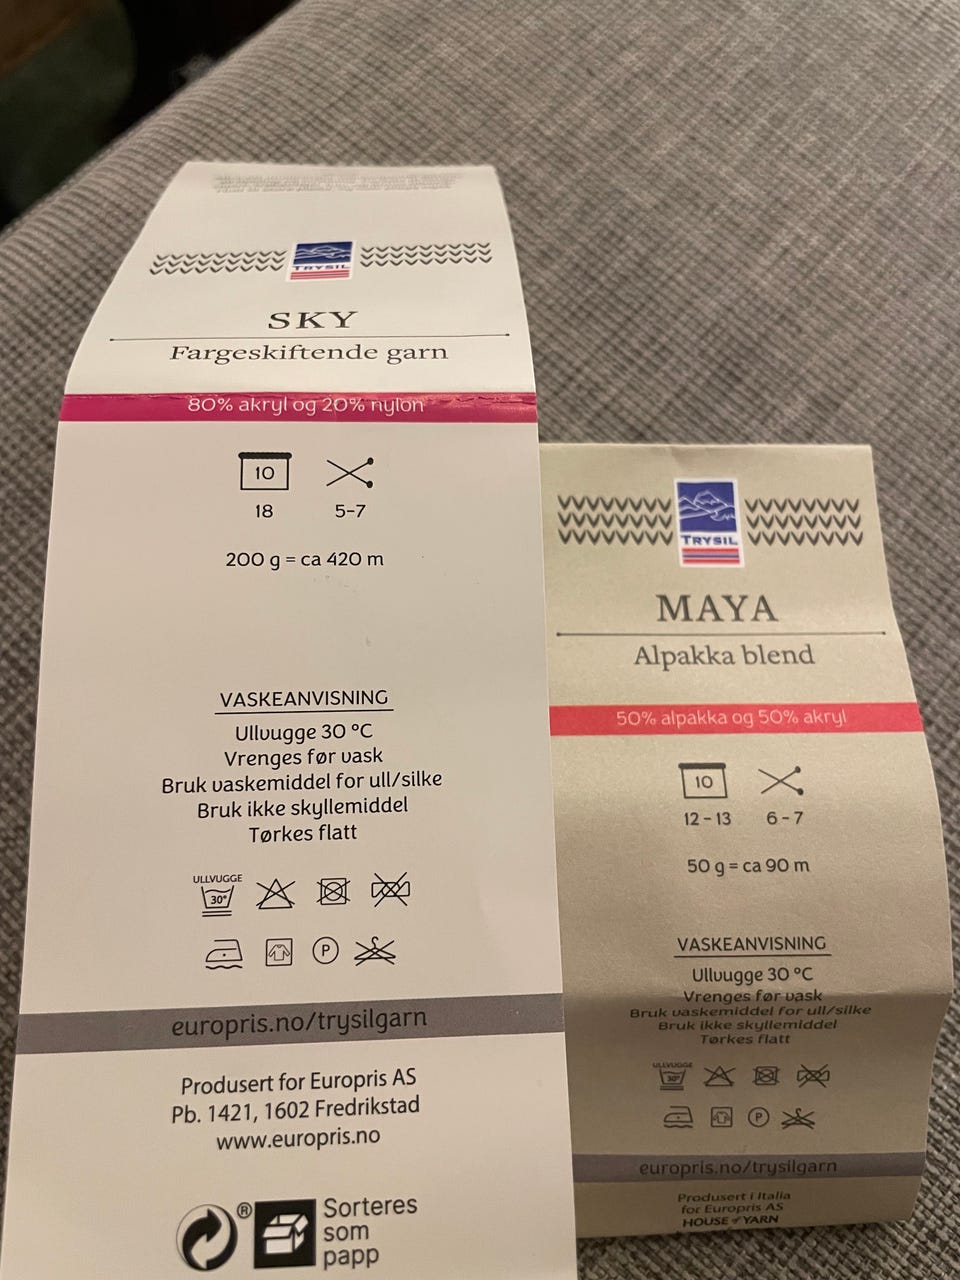 TRYSIL
SKY
Fargeskiftende garn
80% akryl og 20% nylon
10
18
5-7
200 g = ca 420 m
VASKEANVISNING
Ullvugge 30 °C
Vrenges før vask
Bruk vaskemiddel for ull/silke
Bruk ikke skyllemiddel
Tørkes flatt
ULLVUGGE
30°
P
europris.no/trysilgarn
Produsert for Europris AS
Pb. 1421, 1602 Fredrikstad
www.europris.no
®
Sorteres
som
papp
TRYSIL
MAYA
Alpakka blend
50% alpakka og 50% akryl
10
12 - 13
6 - 7
50 g = ca 90 m
VASKEANVISNING
Ullvugge 30 °C
Vrenges før vask
Bruk vaskemiddel for ull/silke
Bruk ikke skyllemiddel
Tørkes flatt
ULLVUGGE
30°
P
europris.no/trysilgarn
Produsert i Italia
for Europris AS
HOUSE of YARN